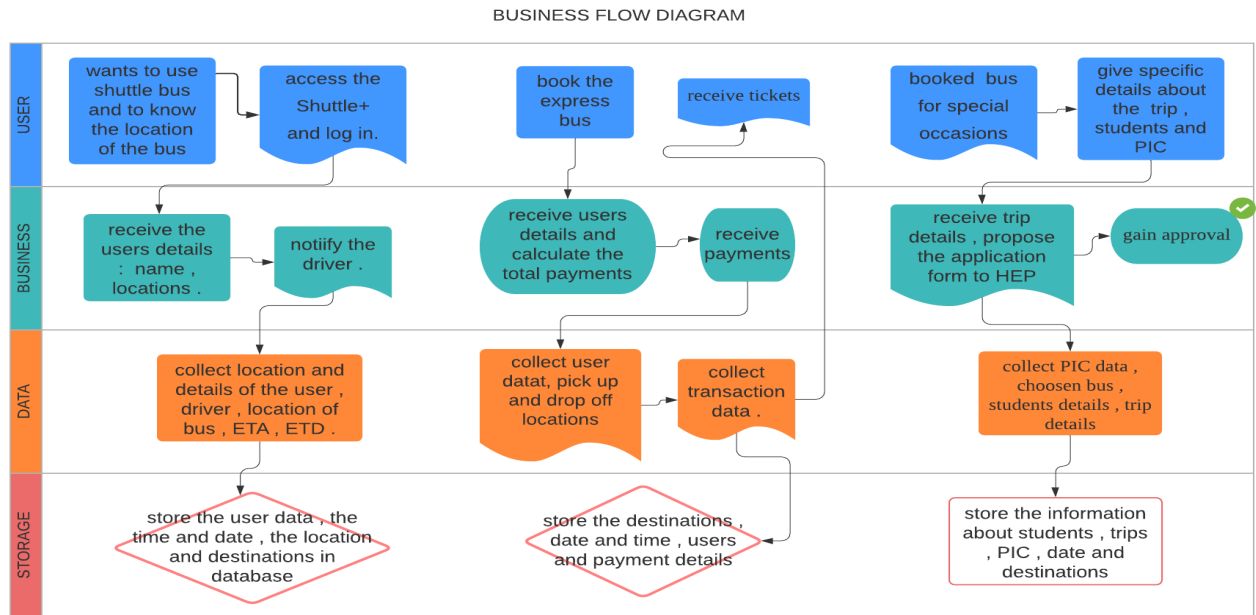 BUSINESS FLOW DIAGRAM
USER
wants to use
shuttle bus
and to know
the location
of the bus
access the
Shuttle+
and log in.
book the
express
bus
receive tickets
booked bus
for special
occasions
give specific
details about
the trip ,
students and
PIC
BUSINESS
receive the
users details
: name ,
locations .
notiify the
driver .
receive users
details and
calculate the
total payments
receive
payments
receive trip
details , propose
the application
form to HEP
gain approval
DATA
collect location and
details of the user ,
driver , location of
bus , ETA , ETD .
collect user
datat, pick up
and drop off
locations
collect
transaction
data .
collect PIC data ,
choosen bus ,
students details , trip
details
STORAGE
store the user data , the
time and date , the location
and destinations in
database
store the destinations ,
date and time , users
and payment details
store the information
about students , trips
, PIC , date and
destinations